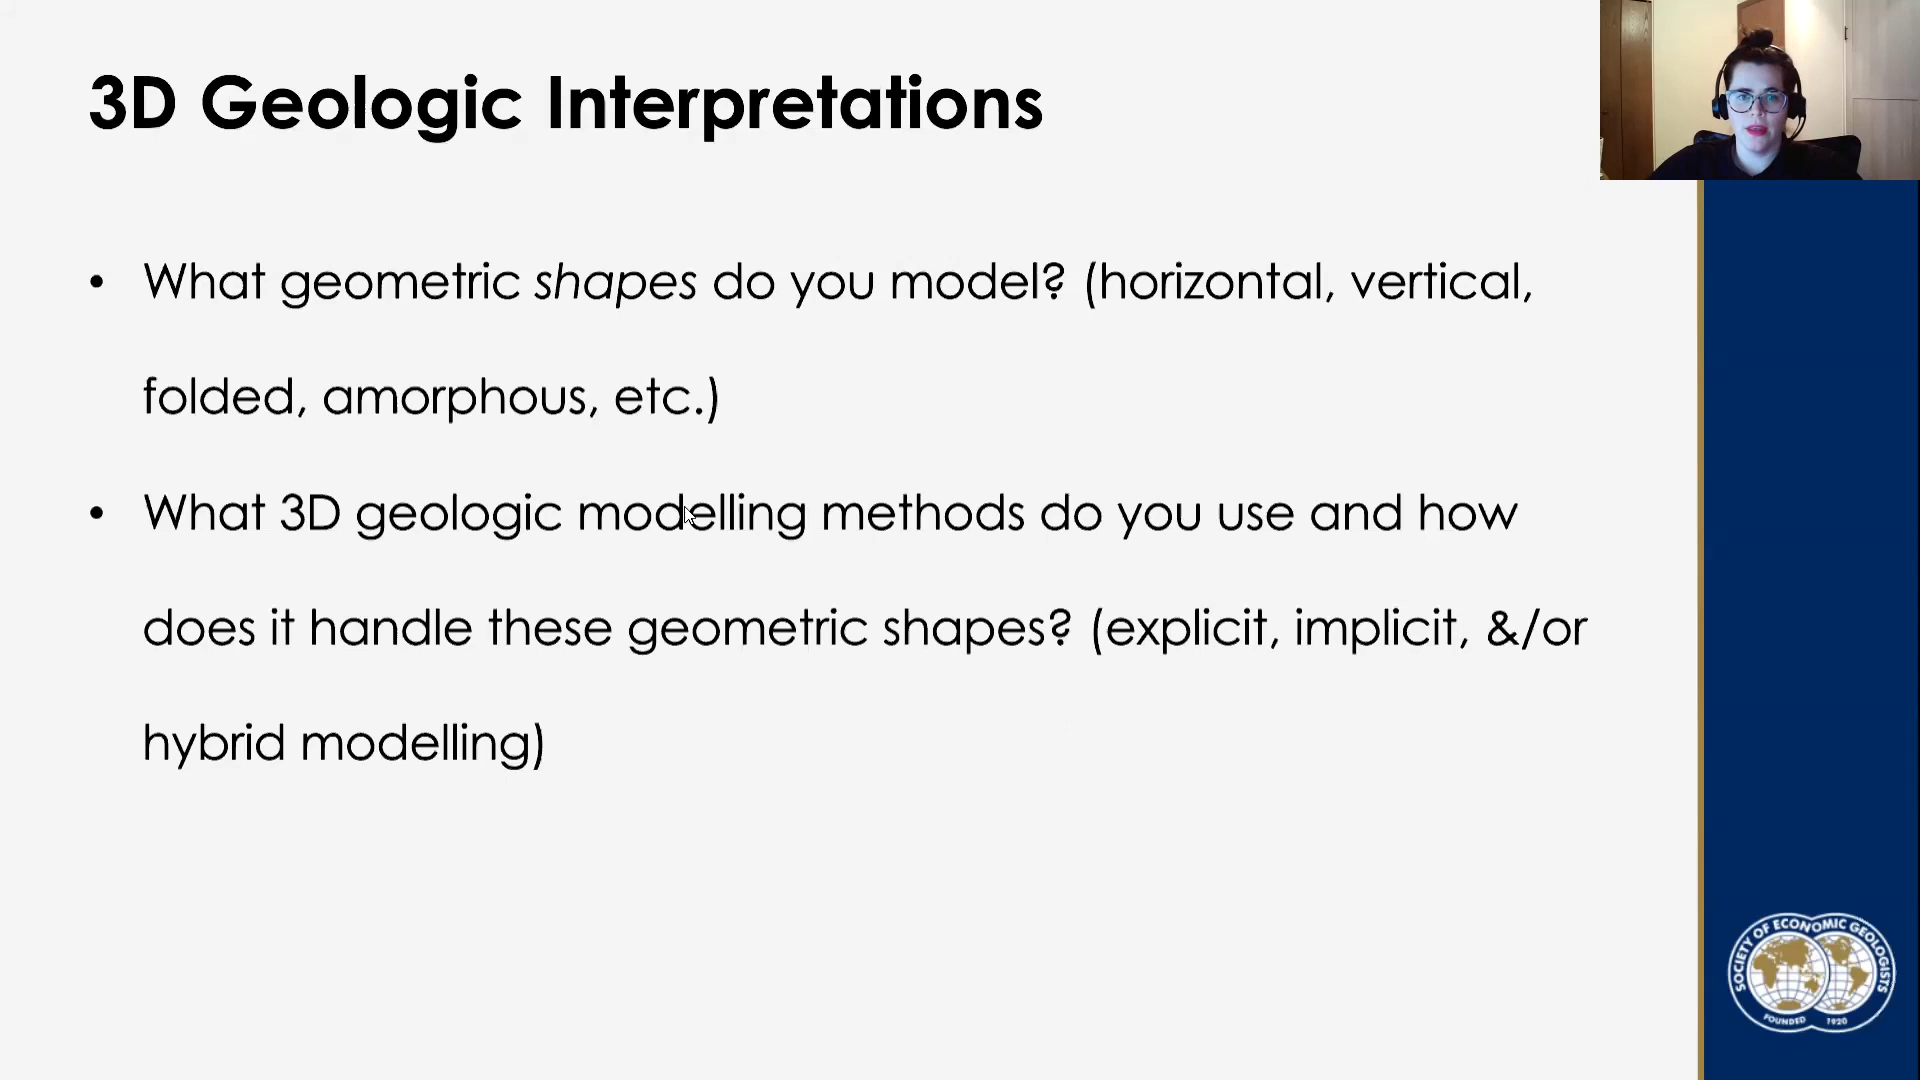 3D Geologic Interpretations
• What geometric shapes do you model? (horizontal, vertical,
folded, amorphous, etc.)
• What 3D geologic modelling methods do you use and how
does it handle these geometric shapes? (explicit, implicit, &/or
hybrid modelling)
SOCIETY OF ECONOMIC GEOLOGISTS
FOUNDED 1920